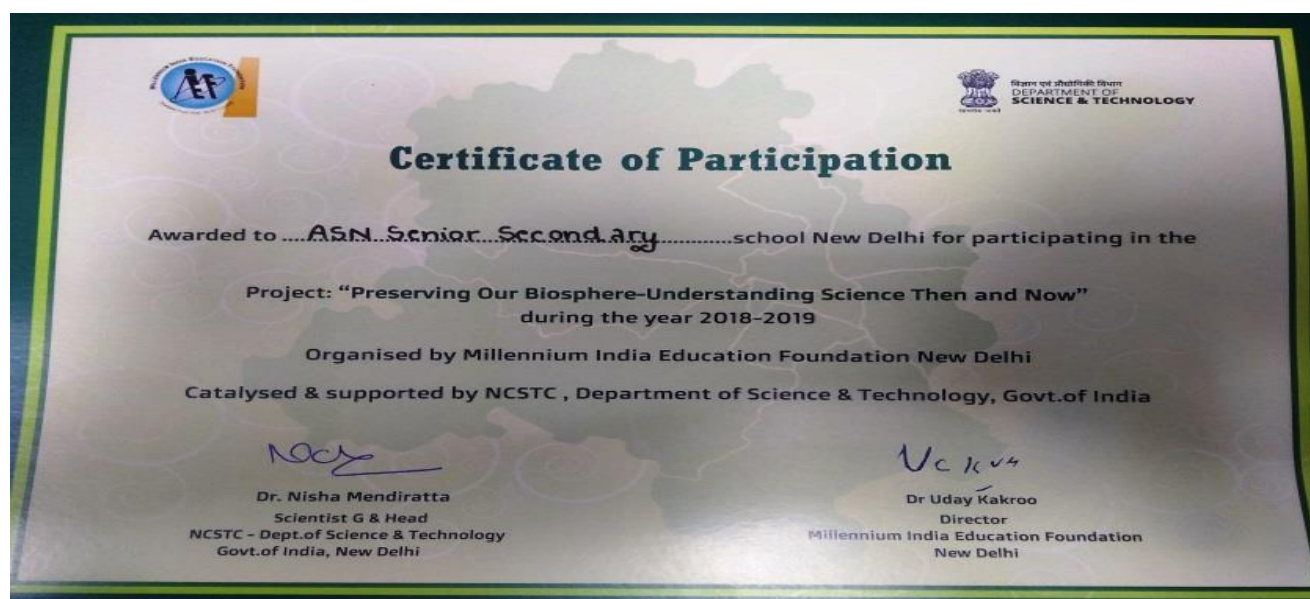 MILLENNIUM INDIA EDUCATION FOUNDATION
विज्ञान एवं प्रौद्योगिकी विभाग
DEPARTMENT OF
SCIENCE & TECHNOLOGY
Certificate of Participation
Awarded to ....ASN Senior Secondary............school New Delhi for participating in the
Project: “Preserving Our Biosphere-Understanding Science Then and Now”
during the year 2018-2019
Organised by Millennium India Education Foundation New Delhi
Catalysed & supported by NCSTC , Department of Science & Technology, Govt.of India
Dr. Nisha Mendiratta
Scientist G & Head
NCSTC - Dept.of Science & Technology
Govt.of India, New Delhi
Dr Uday Kakroo
Director
Millennium India Education Foundation
New Delhi